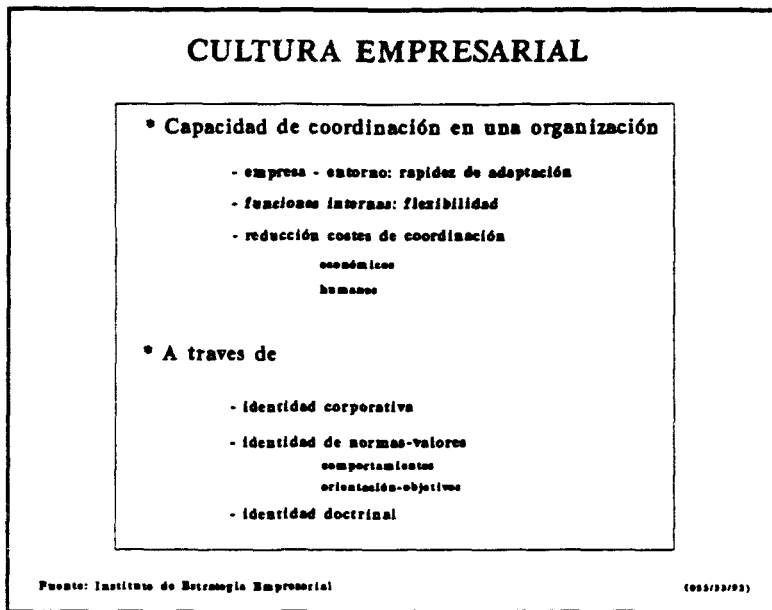 CULTURA EMPRESARIAL
* Capacidad de coordinación en una organización
- empresa - entorno: rapidez de adaptación
- funciones internas: flexibilidad
- reducción costes de coordinación
económicos
humanos
* A traves de
- identidad corporativa
- identidad de normas-valores
comportamientos
orientación-objetivos
- identidad doctrinal
Fuente: Instituto de Estrategia Empresarial